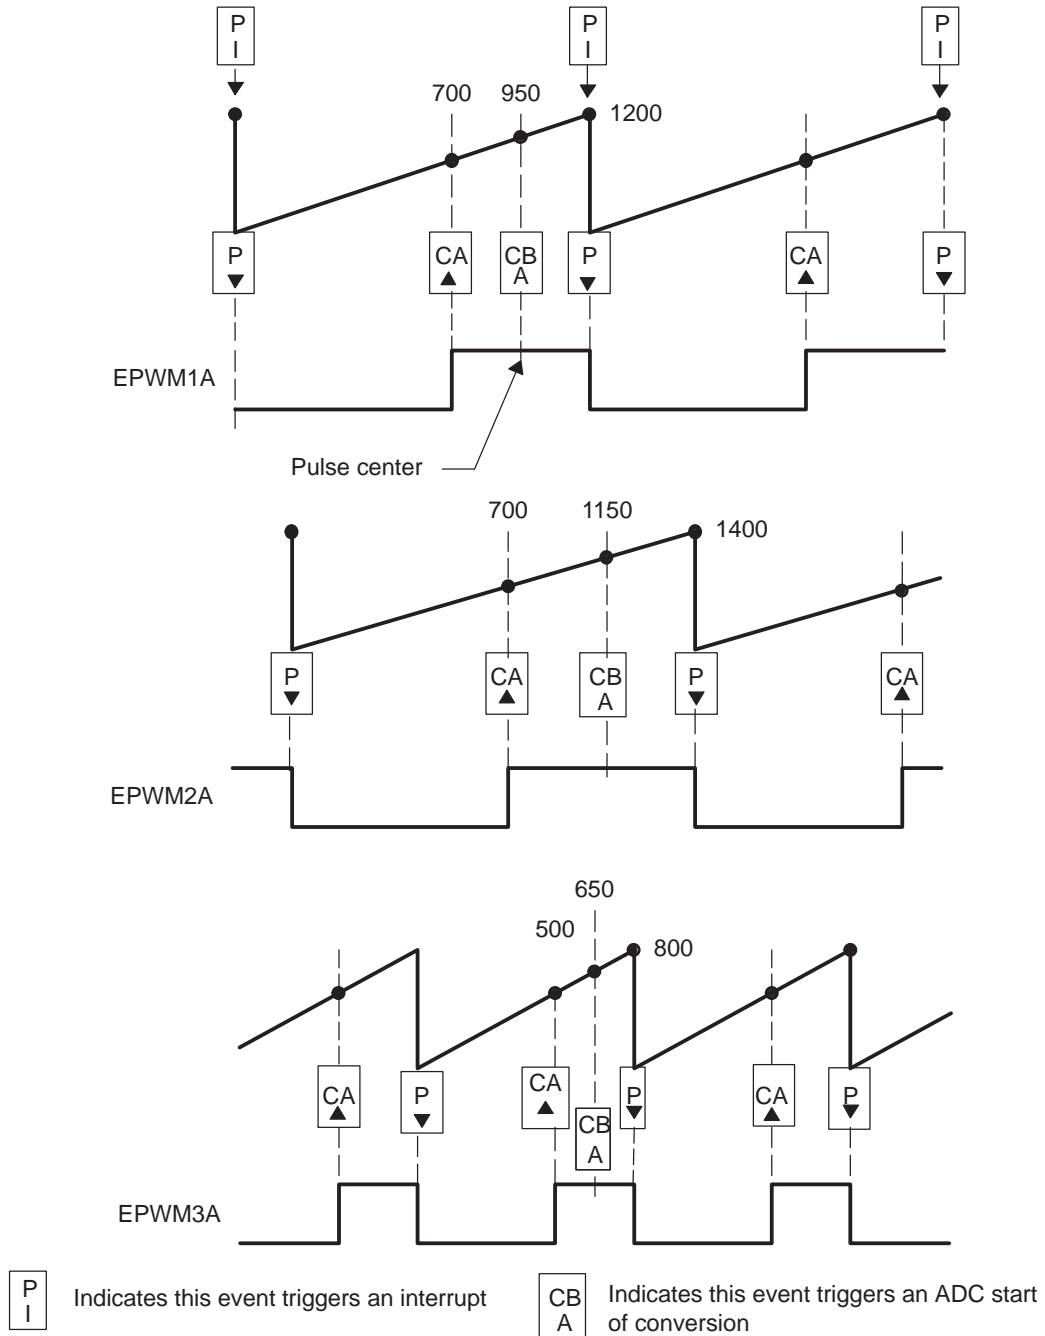 P P P
I I I
700 950
1200
P CA CB P CA P
A
EPWM1A
Pulse center
700 1150
1400
P CA CB P CA
A
EPWM2A
650
500
800
CA P CA P CA P
CB
A
EPWM3A
P
I
Indicates this event triggers an interrupt
CB
A
Indicates this event triggers an ADC start
of conversion